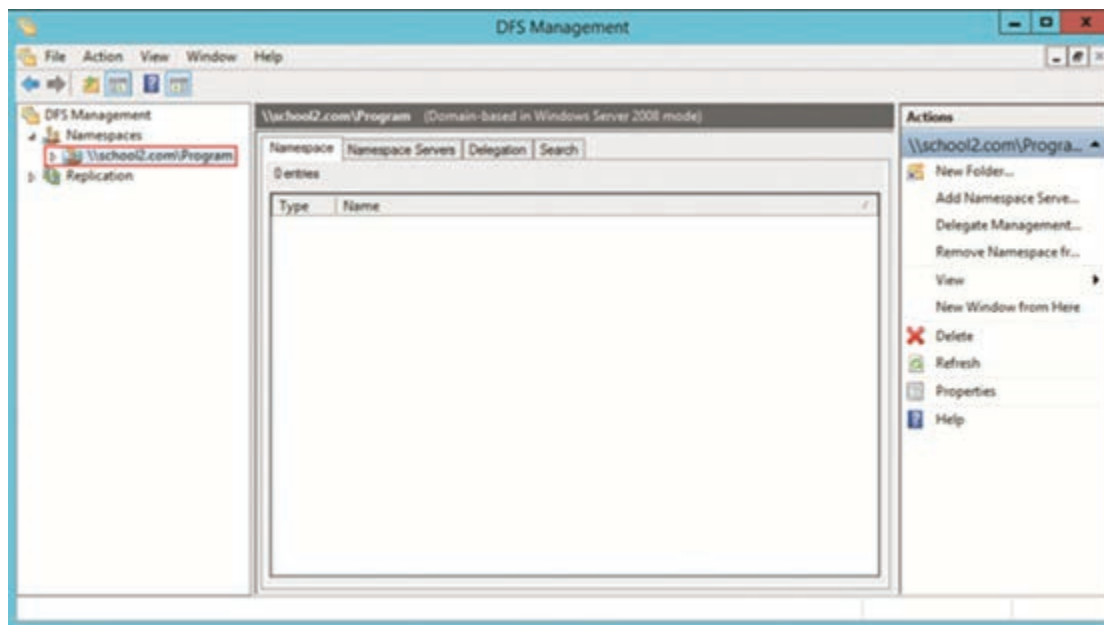 DFS Management
File Action View Window Help
DFS Management
Namespaces
\\school2.com\Program
Replication
\\school2.com\Program (Domain-based in Windows Server 2008 mode)
Namespace Namespace Servers Delegation Search
0 entries
Type Name
Actions
\\school2.com\Progra...
New Folder...
Add Namespace Serve...
Delegate Management...
Remove Namespace fr...
View
New Window from Here
Delete
Refresh
Properties
Help